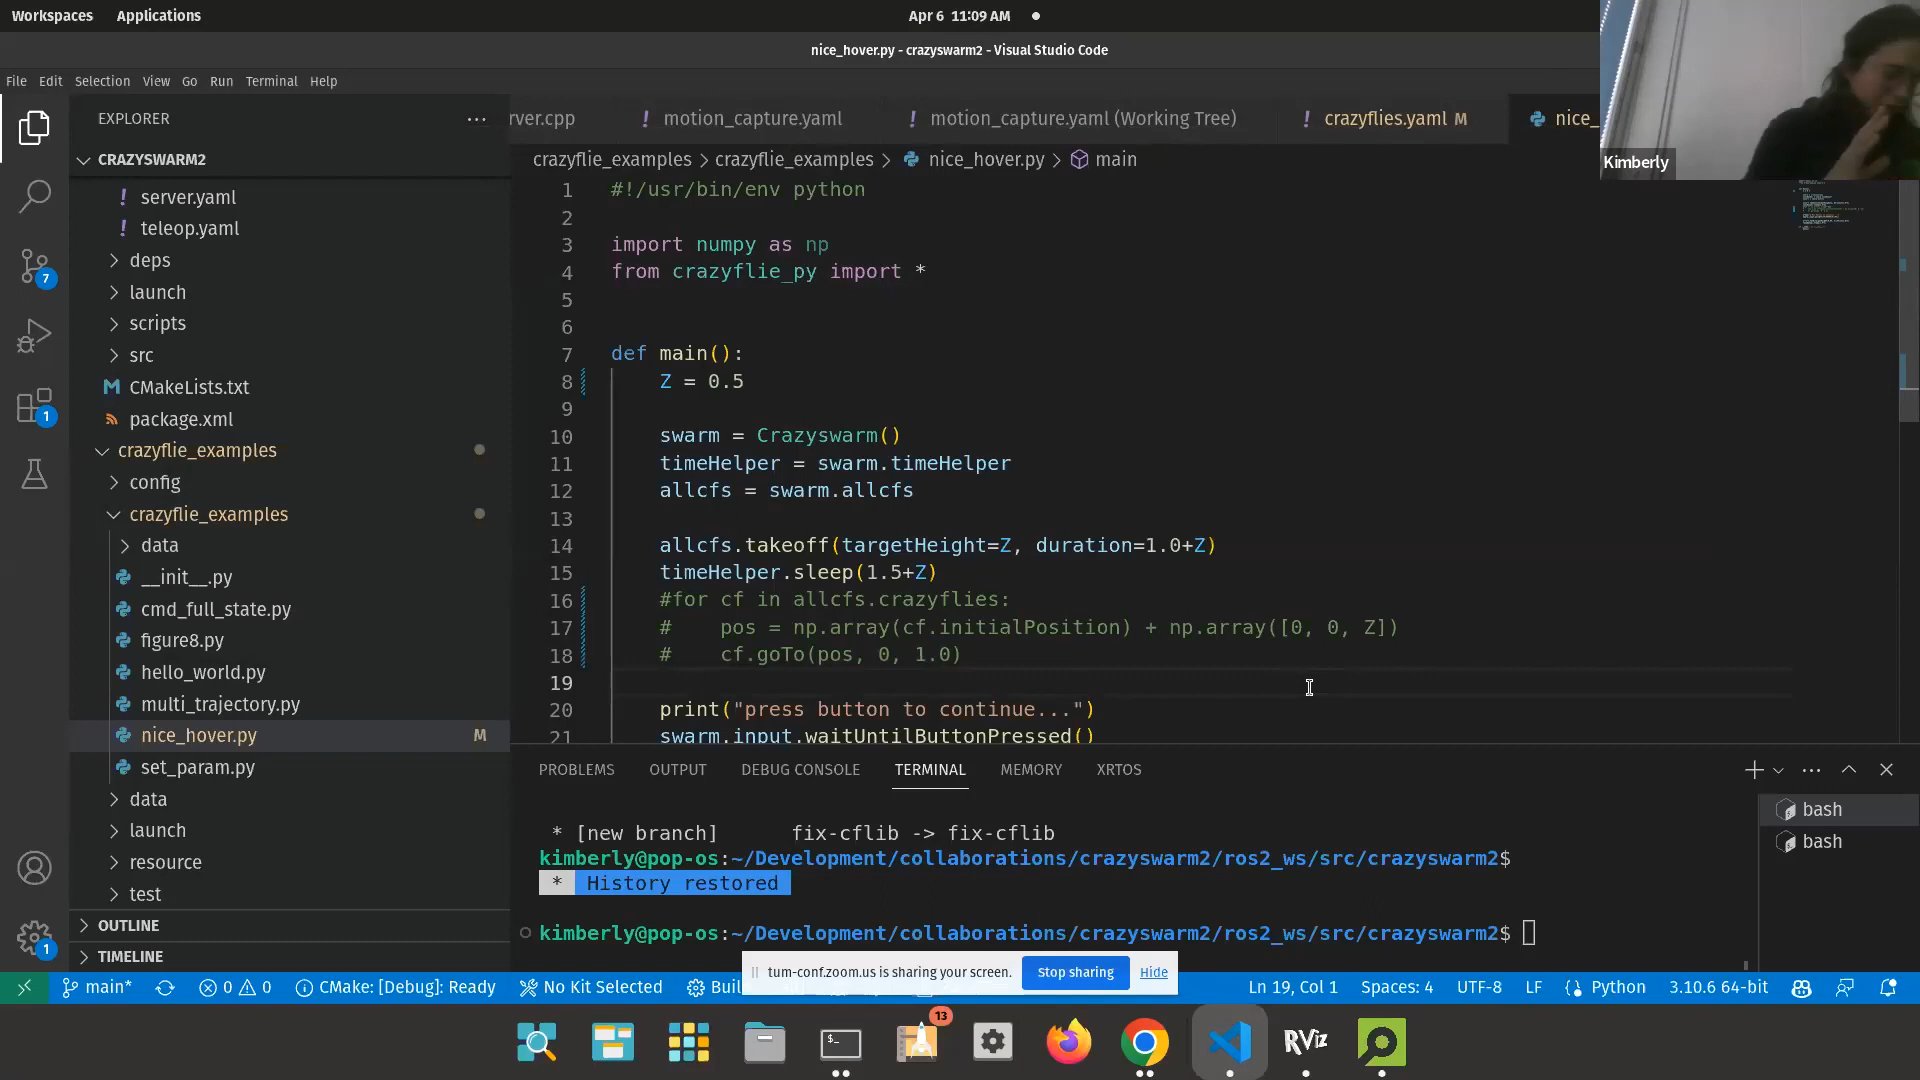 Workspaces Applications Apr 6 11:09 AM
nice_hover.py - crazyswarm2 - Visual Studio Code
File Edit Selection View Go Run Terminal Help
Kimberly
EXPLORER ...
CRAZYSWARM2
! server.yaml
! teleop.yaml
deps
launch
scripts
src
CMakeLists.txt
package.xml
crazyflie_examples
config
crazyflie_examples
data
__init__.py
cmd_full_state.py
figure8.py
hello_world.py
multi_trajectory.py
nice_hover.py M
set_param.py
data
launch
resource
test
OUTLINE
TIMELINE
7
1
1
rver.cpp ! motion_capture.yaml ! motion_capture.yaml (Working Tree) ! crazyflies.yaml M nice_
crazyflie_examples > crazyflie_examples > nice_hover.py > main
1 #!/usr/bin/env python
2
3 import numpy as np
4 from crazyflie_py import *
5
6
7 def main():
8 Z = 0.5
9
10 swarm = Crazyswarm()
11 timeHelper = swarm.timeHelper
12 allcfs = swarm.allcfs
13
14 allcfs.takeoff(targetHeight=Z, duration=1.0+Z)
15 timeHelper.sleep(1.5+Z)
16 #for cf in allcfs.crazyflies:
17 #    pos = np.array(cf.initialPosition) + np.array([0, 0, Z])
18 #    cf.goTo(pos, 0, 1.0)
19
20 print("press button to continue...")
21 swarm.input.waitUntilButtonPressed()
PROBLEMS OUTPUT DEBUG CONSOLE TERMINAL MEMORY XRTOS
* [new branch] fix-cflib -> fix-cflib
kimberly@pop-os:~/Development/collaborations/crazyswarm2/ros2_ws/src/crazyswarm2$
* History restored
kimberly@pop-os:~/Development/collaborations/crazyswarm2/ros2_ws/src/crazyswarm2$
bash
bash
tum-conf.zoom.us is sharing your screen. Stop sharing Hide
main* 0 0 CMake: [Debug]: Ready No Kit Selected Buil Ln 19, Col 1 Spaces: 4 UTF-8 LF Python 3.10.6 64-bit
13
RViz